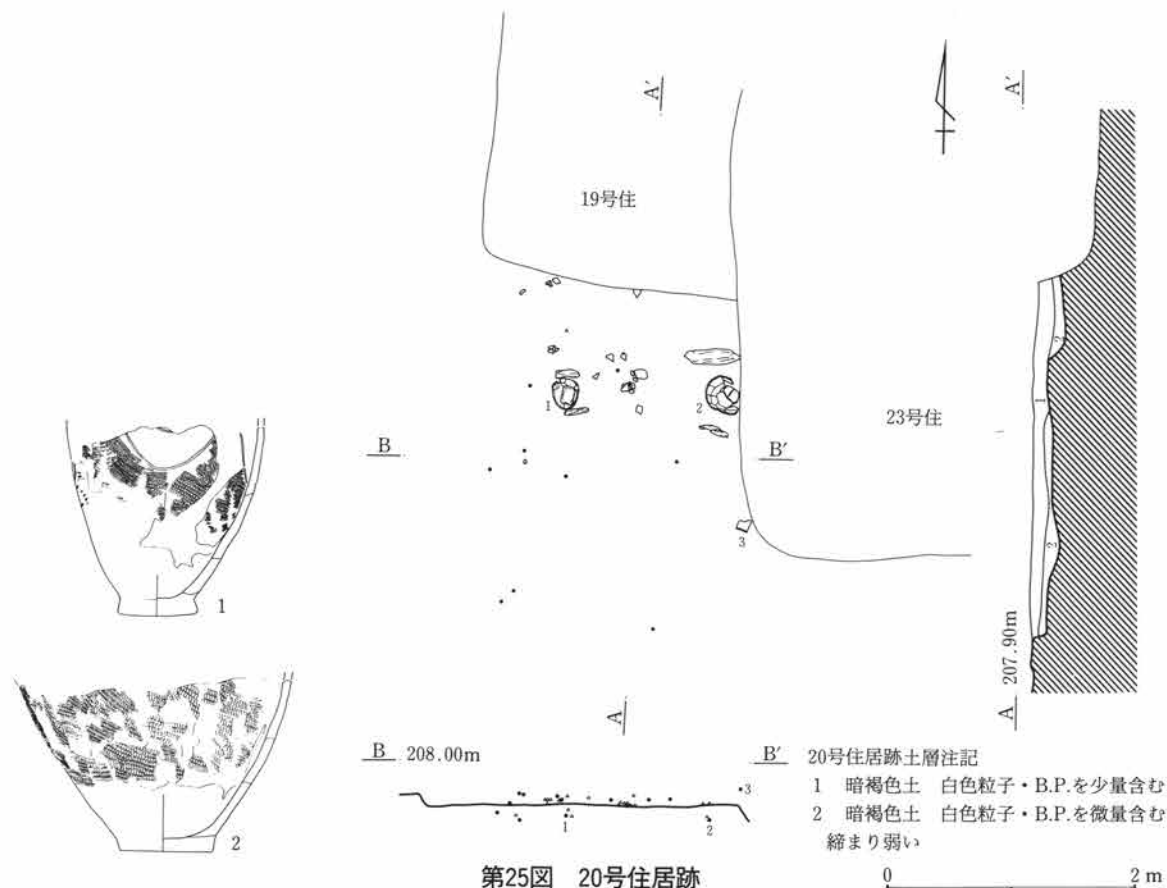 A'
A'
19号住
1
2
23号住
B
B'
3
1
2
2
1
2
A
A 207.90m
B 208.00m
B'
3
1
2
20号住居跡土層注記
1 暗褐色土 白色粒子・B.P.を少量含む
2 暗褐色土 白色粒子・B.P.を微量含む
締まり弱い
第25図 20号住居跡
0 2 m